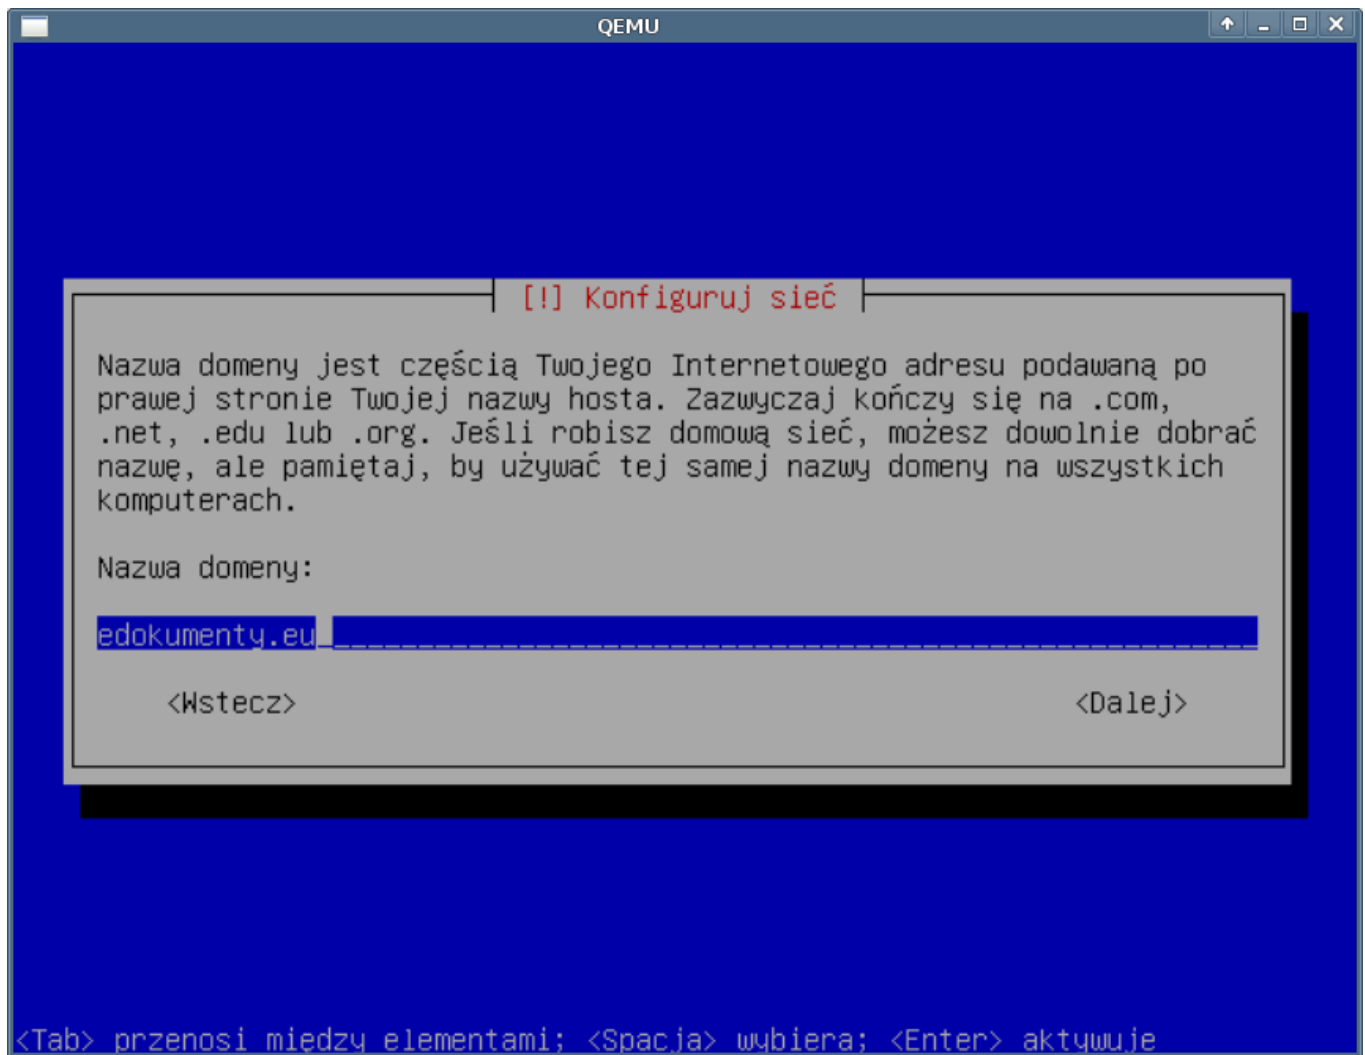 QEMU
[!] Konfiguruj sieć
Nazwa domeny jest częścią Twojego Internetowego adresu podawaną po
prawej stronie Twojej nazwy hosta. Zazwyczaj kończy się na .com,
.net, .edu lub .org. Jeśli robisz domową sieć, możesz dowolnie dobrać
nazwę, ale pamiętaj, by używać tej samej nazwy domeny na wszystkich
komputerach.
Nazwa domeny:
edokumenty.eu
<Wstecz> <Dalej>
<Tab> przenosi między elementami; <Spacja> wybiera; <Enter> aktywuje